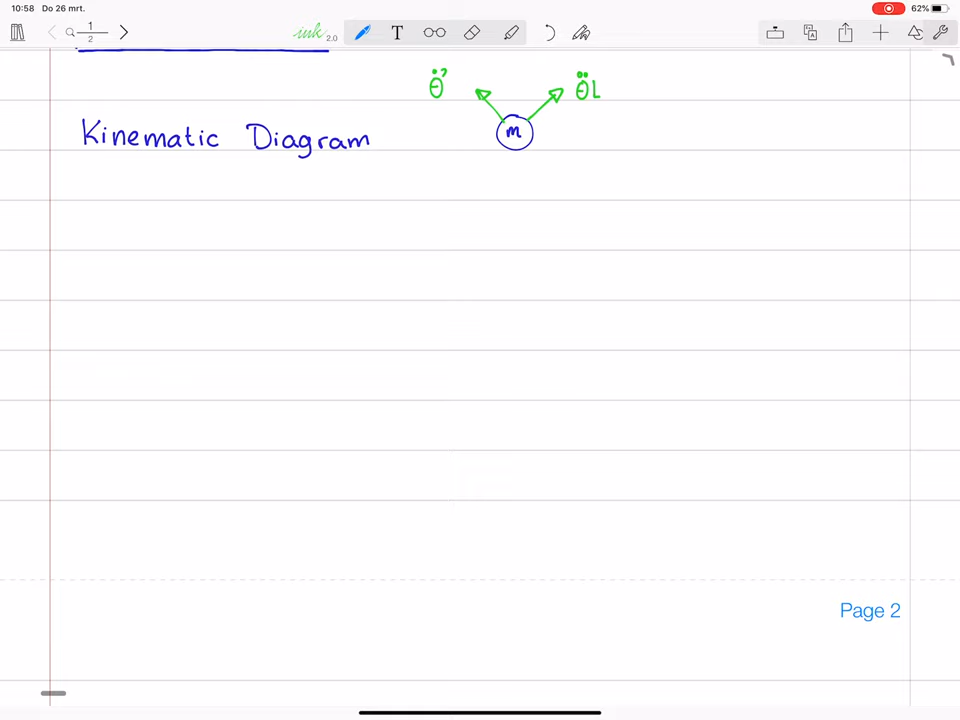 10:58 Do 26 mrt. 62%
1
2
ink 2.0 T
θ̈ θ̈L
Kinematic Diagram m
Page 2